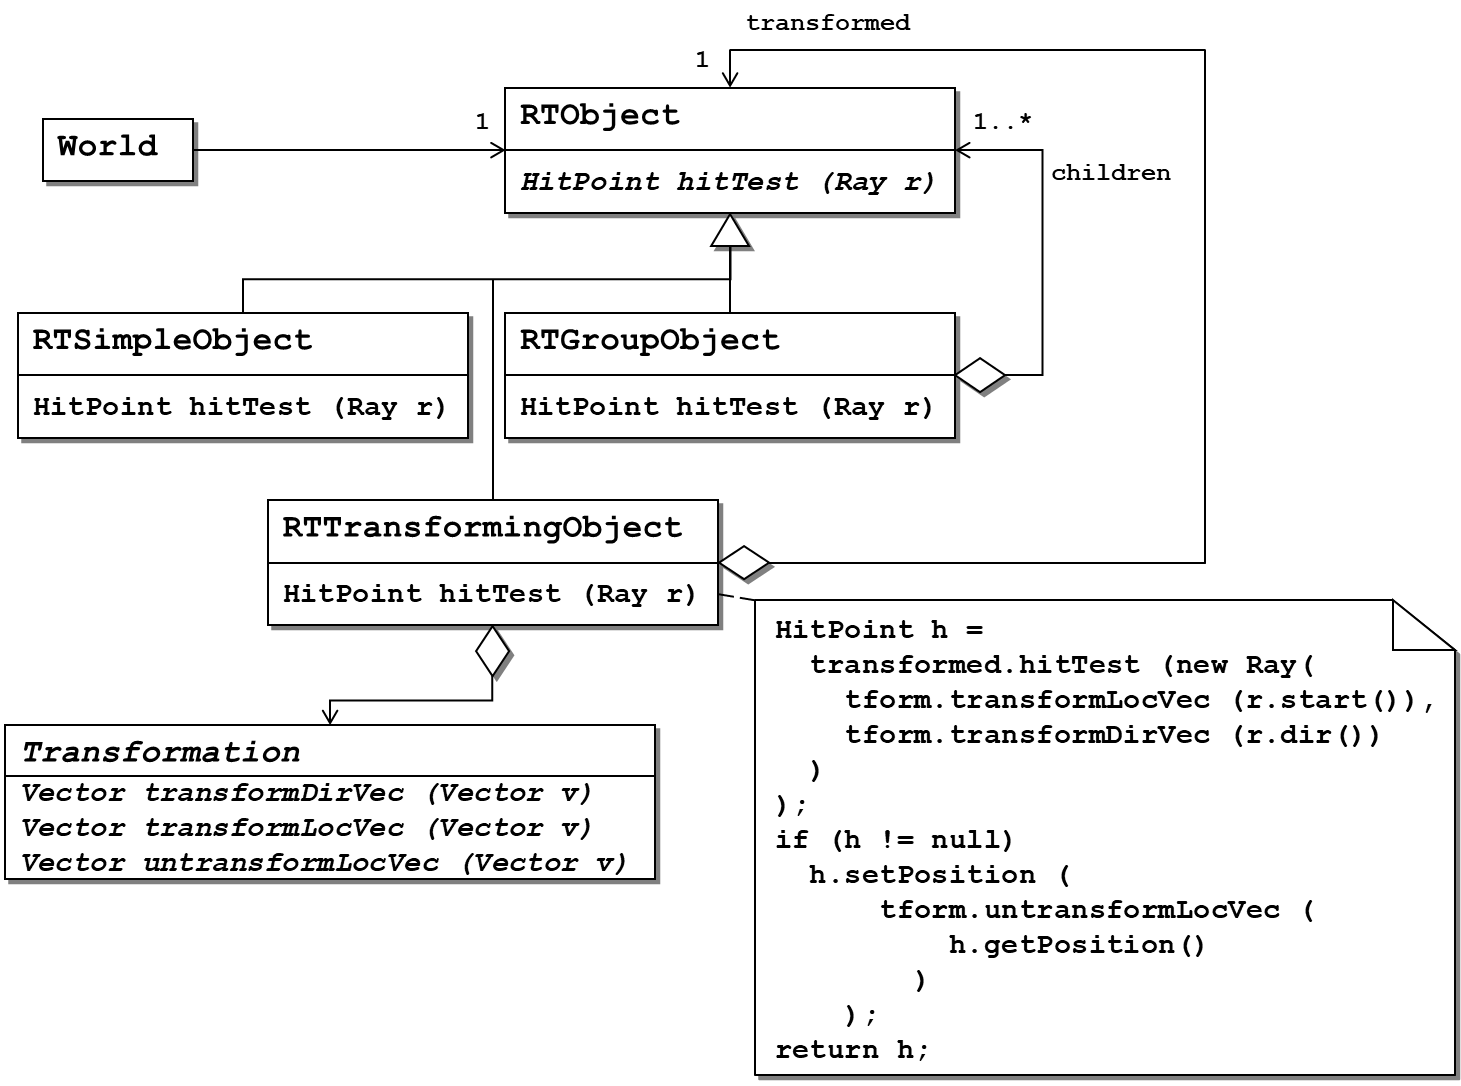 transformed
1
RTObject
1
1..*
World
HitPoint hitTest (Ray r)
children
RTSimpleObject
RTGroupObject
HitPoint hitTest (Ray r)
HitPoint hitTest (Ray r)
RTTransformingObject
HitPoint hitTest (Ray r)
HitPoint h =
transformed.hitTest (new Ray(
tform.transformLocVec (r.start()),
tform.transformDirVec (r.dir())
)
);
if (h != null)
h.setPosition (
tform.untransformLocVec (
h.getPosition()
)
);
return h;
Transformation
Vector transformDirVec (Vector v)
Vector transformLocVec (Vector v)
Vector untransformLocVec (Vector v)